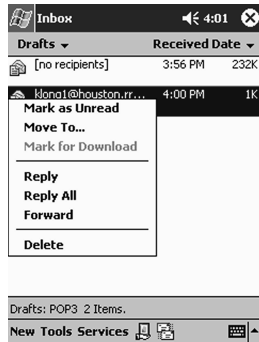 Inbox 4:01
Drafts Received Date
[no recipients] 3:56 PM 232K
klong1@houston.rr... 4:00 PM 1K
Mark as Unread
Move To...
Mark for Download
Reply
Reply All
Forward
Delete
Drafts: POP3 2 Items.
New Tools Services